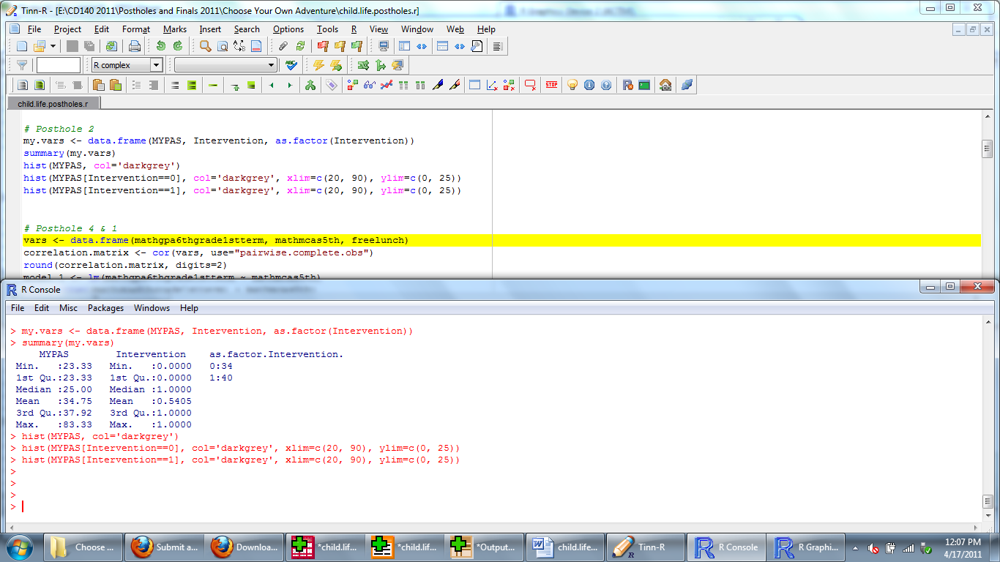 Tinn-R - [E:\CD140 2011\Postholes and Finals 2011\Choose Your Own Adventure\child.life.postholes.r]
File Project Edit Format Marks Insert Search Options Tools R View Window Web Help
R complex
ABC
STOP
child.life.postholes.r
# Posthole 2
my.vars <- data.frame(MYPAS, Intervention, as.factor(Intervention))
summary(my.vars)
hist(MYPAS, col='darkgrey')
hist(MYPAS[Intervention==0], col='darkgrey', xlim=c(20, 90), ylim=c(0, 25))
hist(MYPAS[Intervention==1], col='darkgrey', xlim=c(20, 90), ylim=c(0, 25))
# Posthole 4 & 1
vars <- data.frame(mathgpa6thgrade1stterm, mathmcas5th, freelunch)
correlation.matrix <- cor(vars, use="pairwise.complete.obs")
round(correlation.matrix, digits=2)
model.1 <- lm(mathgpa6thgrade1stterm ~ mathmcas5th)
R Console
File Edit Misc Packages Windows Help
> my.vars <- data.frame(MYPAS, Intervention, as.factor(Intervention))
> summary(my.vars)
     MYPAS        Intervention    as.factor.Intervention.
 Min.   :23.33   Min.   :0.0000   0:34
 1st Qu.:23.33   1st Qu.:0.0000   1:40
 Median :25.00   Median :1.0000
 Mean   :34.75   Mean   :0.5405
 3rd Qu.:37.92   3rd Qu.:1.0000
 Max.   :83.33   Max.   :1.0000
> hist(MYPAS, col='darkgrey')
> hist(MYPAS[Intervention==0], col='darkgrey', xlim=c(20, 90), ylim=c(0, 25))
> hist(MYPAS[Intervention==1], col='darkgrey', xlim=c(20, 90), ylim=c(0, 25))
>
>
>
>
Choose ... Submit a... Downloa... *child.lif... *child.lif... *Output... child.life... Tinn-R R Console R Graphi... 12:07 PM
4/17/2011